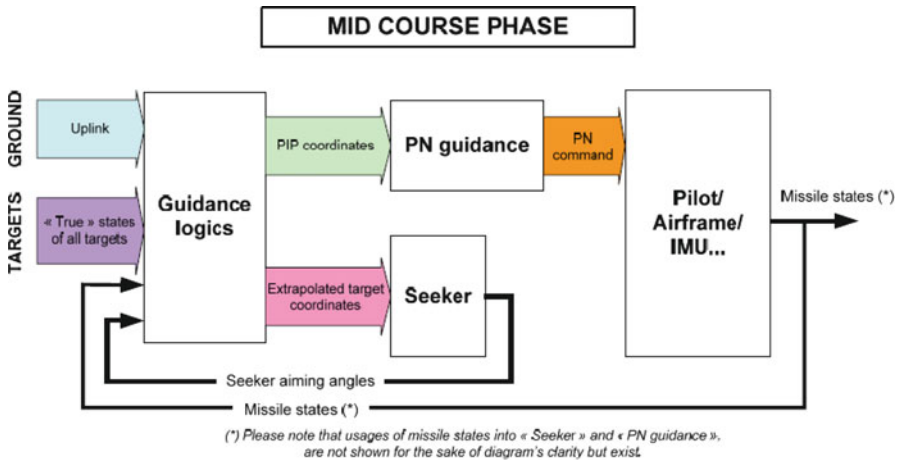 MID COURSE PHASE
GROUND
Uplink
PIP coordinates
PN guidance
PN
command
TARGETS
« True » states
of all targets
Guidance
logics
Pilot/
Airframe/
IMU...
Missile states (*)
Extrapolated target
coordinates
Seeker
Seeker aiming angles
Missile states (*)
(*) Please note that usages of missile states into « Seeker » and « PN guidance »,
are not shown for the sake of diagram's clarity but exist.